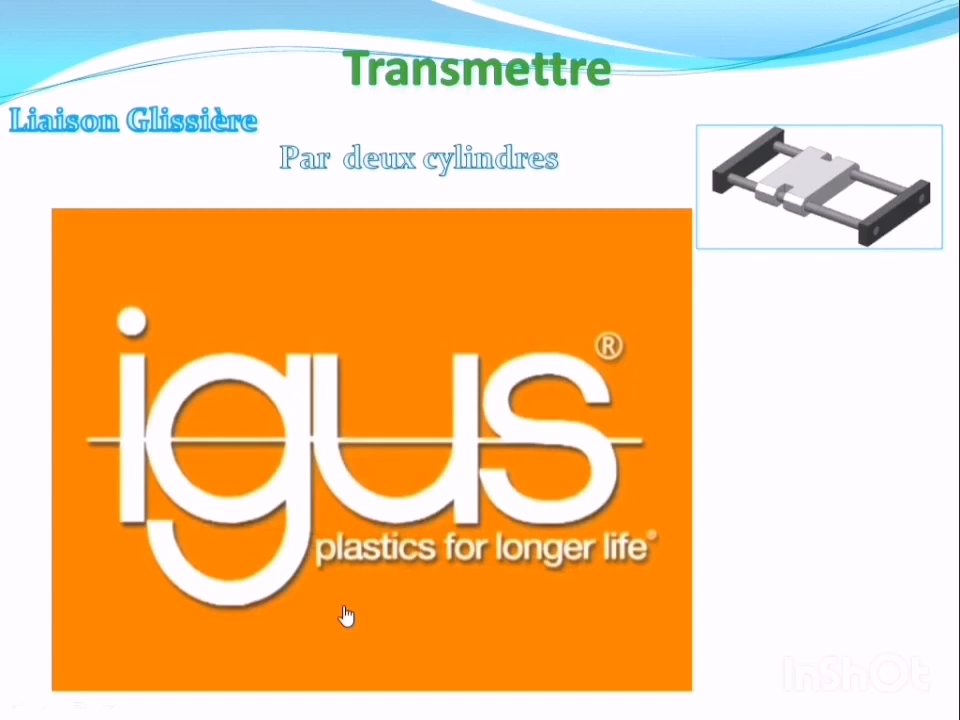 Transmettre
Liaison Glissière
Par deux cylindres
igus®
plastics for longer life®
InShOt